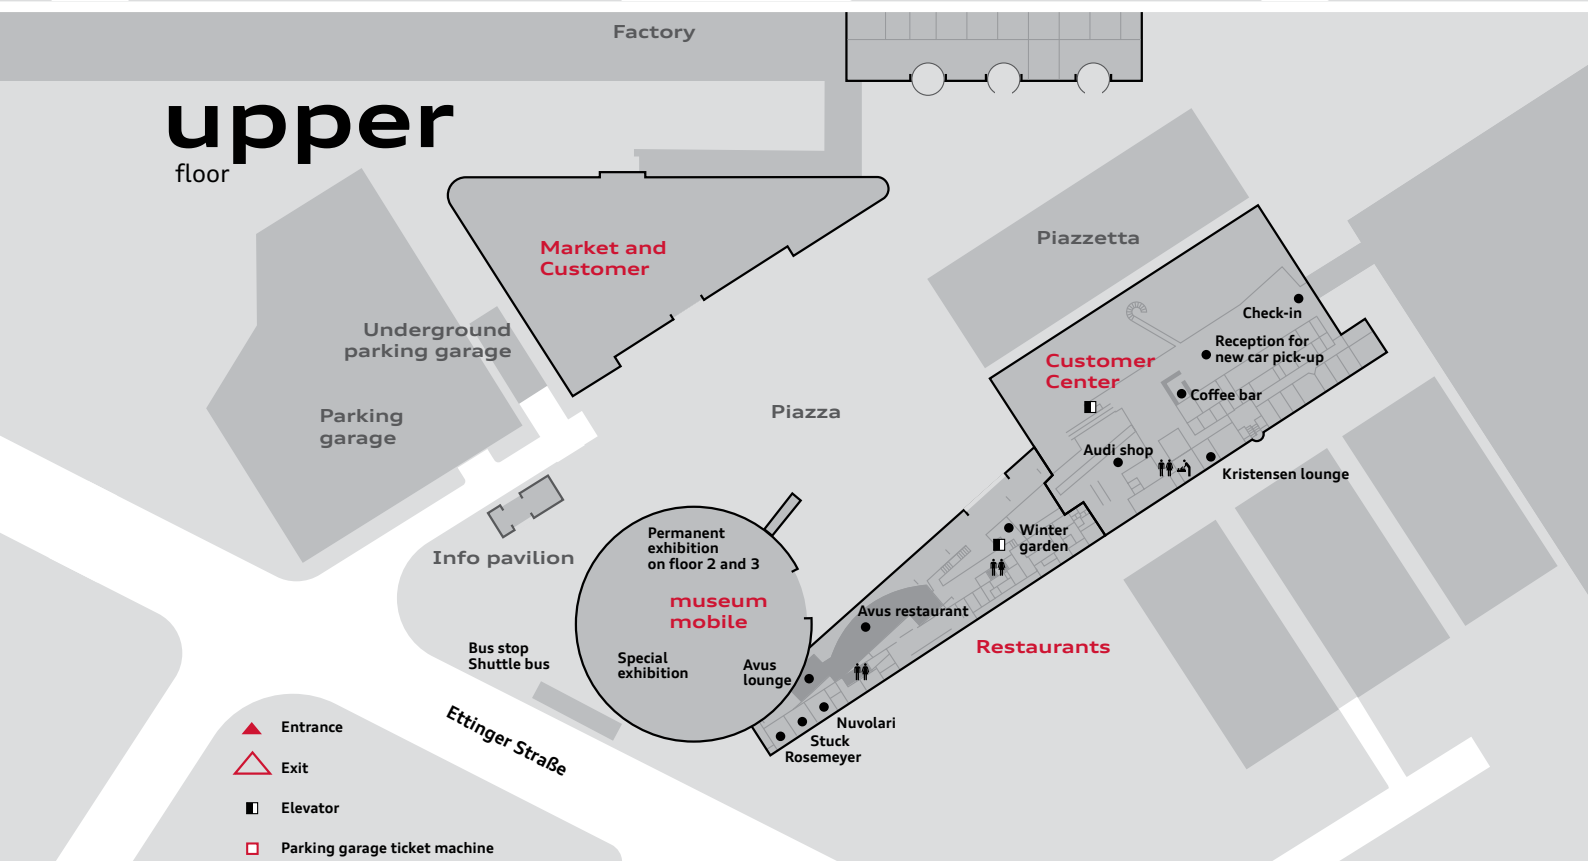 Factory
upper
floor
Market and
Customer
Piazzetta
Check-in
Reception for
new car pick-up
Underground
parking garage
Customer
Center
Coffee bar
Parking
garage
Piazza
Audi shop
Kristensen lounge
Permanent
exhibition
on floor 2 and 3
Winter
garden
Info pavilion
museum
mobile
Avus restaurant
Restaurants
Bus stop
Shuttle bus
Special
exhibition
Avus
lounge
Ettinger Straße
Nuvolari
Stuck
Rosemeyer
Entrance
Exit
Elevator
Parking garage ticket machine